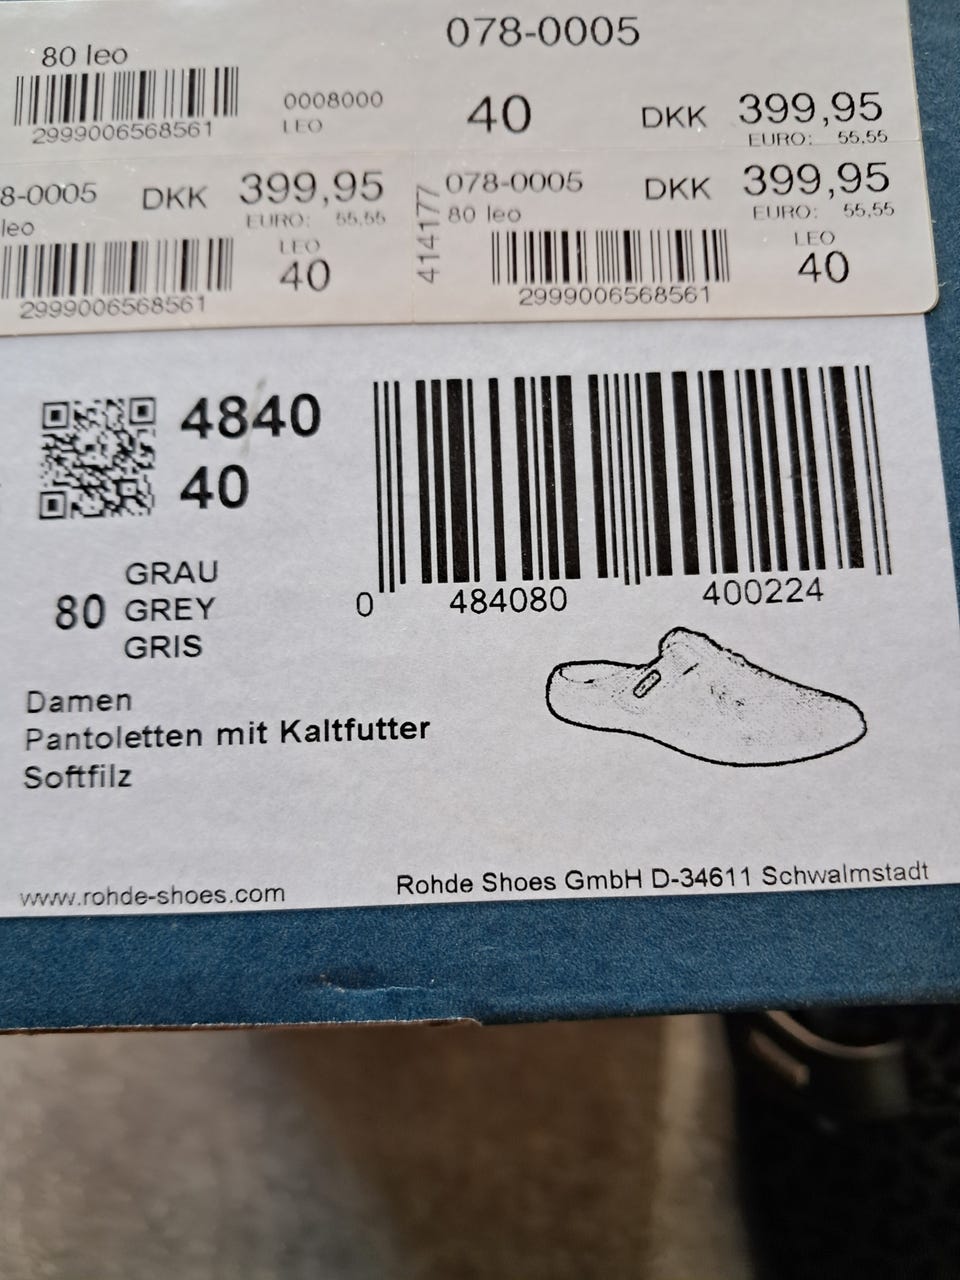 80 leo
2999006568561
0008000
LEO
078-0005
40
DKK 399,95
EURO: 55,55
8-0005 DKK 399,95
EURO: 55,55
leo
LEO
40
2999006568561
414177
078-0005 DKK 399,95
EURO: 55,55
80 leo
LEO
40
2999006568561
4840
40
80
GRAU
GREY
GRIS
0 484080 400224
Damen
Pantoletten mit Kaltfutter
Softfilz
www.rohde-shoes.com
Rohde Shoes GmbH D-34611 Schwalmstadt